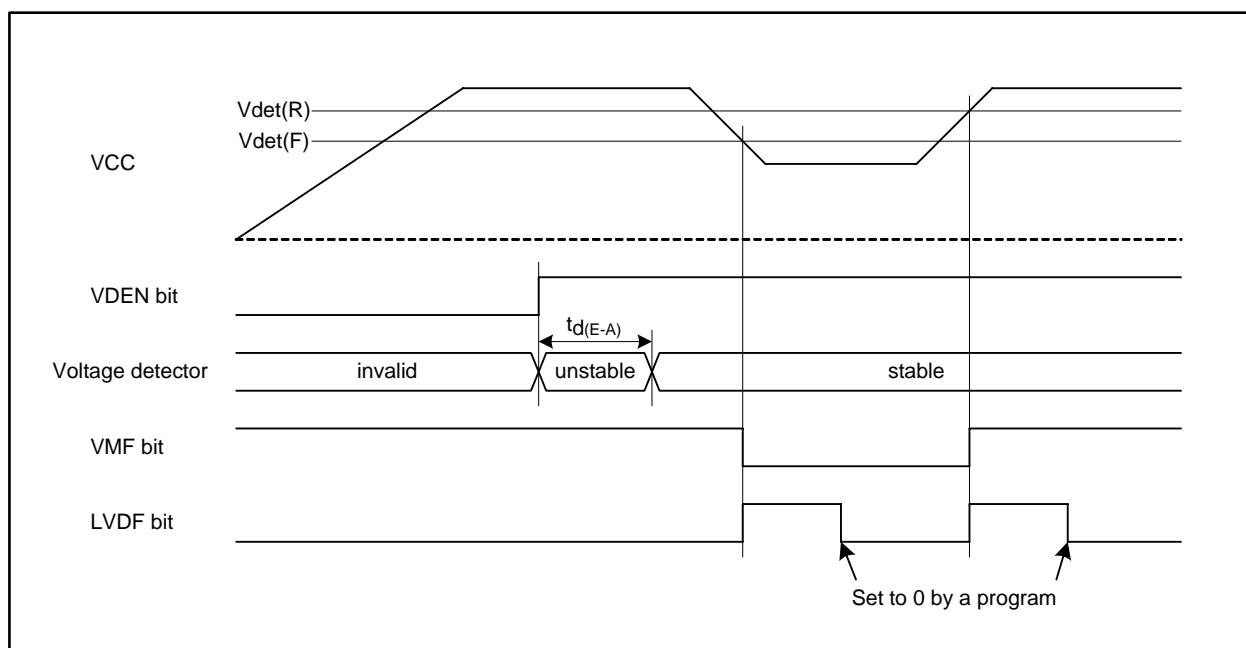 Vdet(R)
Vdet(F)
VCC
VDEN bit
td(E-A)
Voltage detector
invalid
unstable
stable
VMF bit
LVDF bit
Set to 0 by a program